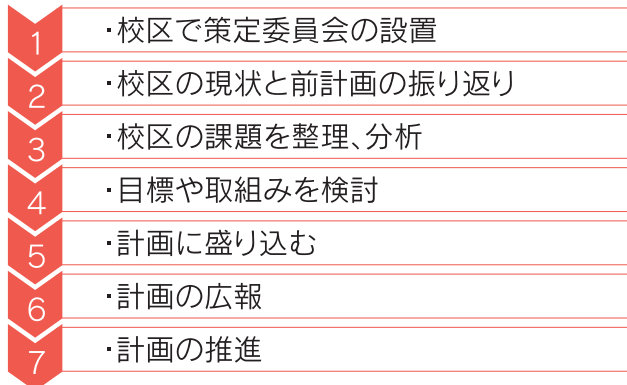 1 ・校区で策定委員会の設置
2 ・校区の現状と前計画の振り返り
3 ・校区の課題を整理、分析
4 ・目標や取組みを検討
5 ・計画に盛り込む
6 ・計画の広報
7 ・計画の推進